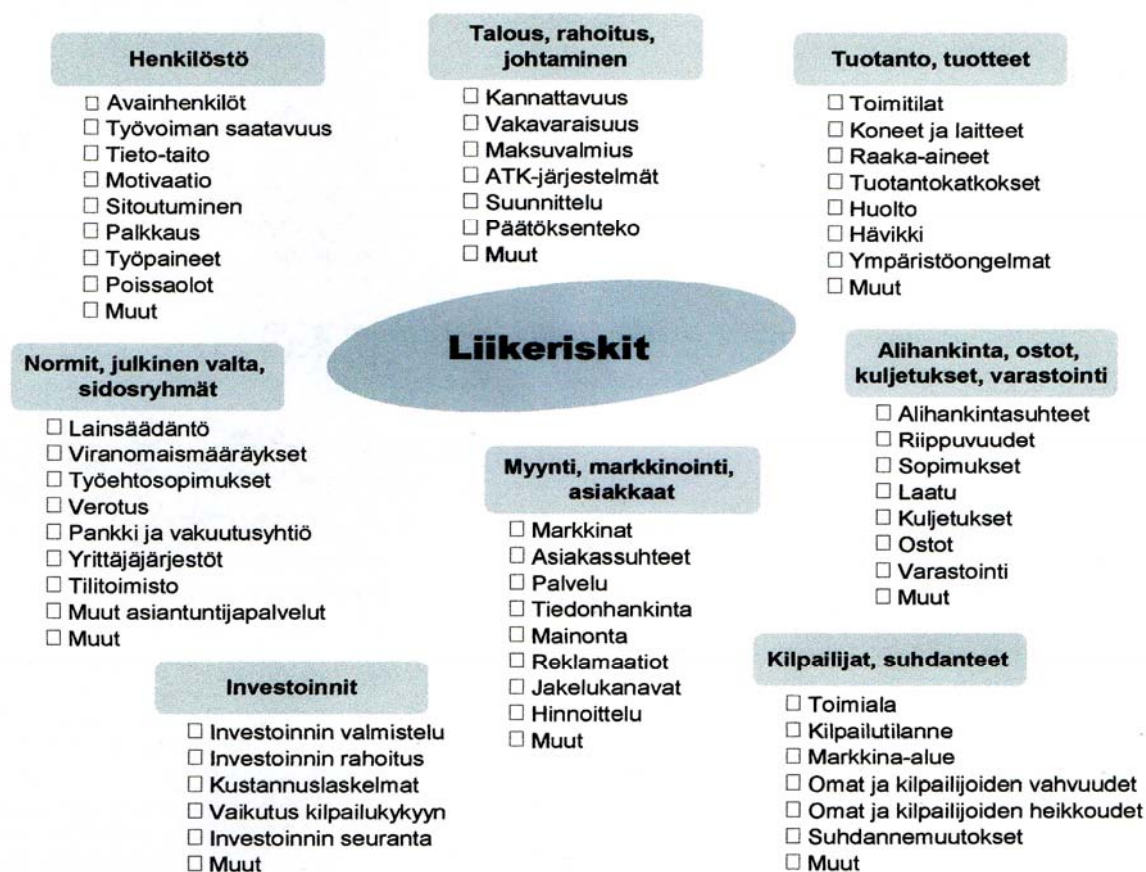 Henkilöstö
☐ Avainhenkilöt
☐ Työvoiman saatavuus
☐ Tieto-taito
☐ Motivaatio
☐ Sitoutuminen
☐ Palkkaus
☐ Työpaineet
☐ Poissaolot
☐ Muut
Talous, rahoitus,
johtaminen
☐ Kannattavuus
☐ Vakavaraisuus
☐ Maksuvalmius
☐ ATK-järjestelmät
☐ Suunnittelu
☐ Päätöksenteko
☐ Muut
Tuotanto, tuotteet
☐ Toimitilat
☐ Koneet ja laitteet
☐ Raaka-aineet
☐ Tuotantokatkokset
☐ Huolto
☐ Hävikki
☐ Ympäristöongelmat
☐ Muut
Liikeriskit
Normit, julkinen valta,
sidosryhmät
☐ Lainsäädäntö
☐ Viranomaismääräykset
☐ Työehtosopimukset
☐ Verotus
☐ Pankki ja vakuutusyhtiö
☐ Yrittäjäjärjestöt
☐ Tilitoimisto
☐ Muut asiantuntijapalvelut
☐ Muut
Myynti, markkinointi,
asiakkaat
☐ Markkinat
☐ Asiakassuhteet
☐ Palvelu
☐ Tiedonhankinta
☐ Mainonta
☐ Reklamaatiot
☐ Jakelukanavat
☐ Hinnoittelu
☐ Muut
Alihankinta, ostot,
kuljetukset, varastointi
☐ Alihankintasuhteet
☐ Riippuvuudet
☐ Sopimukset
☐ Laatu
☐ Kuljetukset
☐ Ostot
☐ Varastointi
☐ Muut
Investoinnit
☐ Investoinnin valmistelu
☐ Investoinnin rahoitus
☐ Kustannuslaskelmat
☐ Vaikutus kilpailukykyyn
☐ Investoinnin seuranta
☐ Muut
Kilpailijat, suhdanteet
☐ Toimiala
☐ Kilpailutilanne
☐ Markkina-alue
☐ Omat ja kilpailijoiden vahvuudet
☐ Omat ja kilpailijoiden heikkoudet
☐ Suhdannemuutokset
☐ Muut